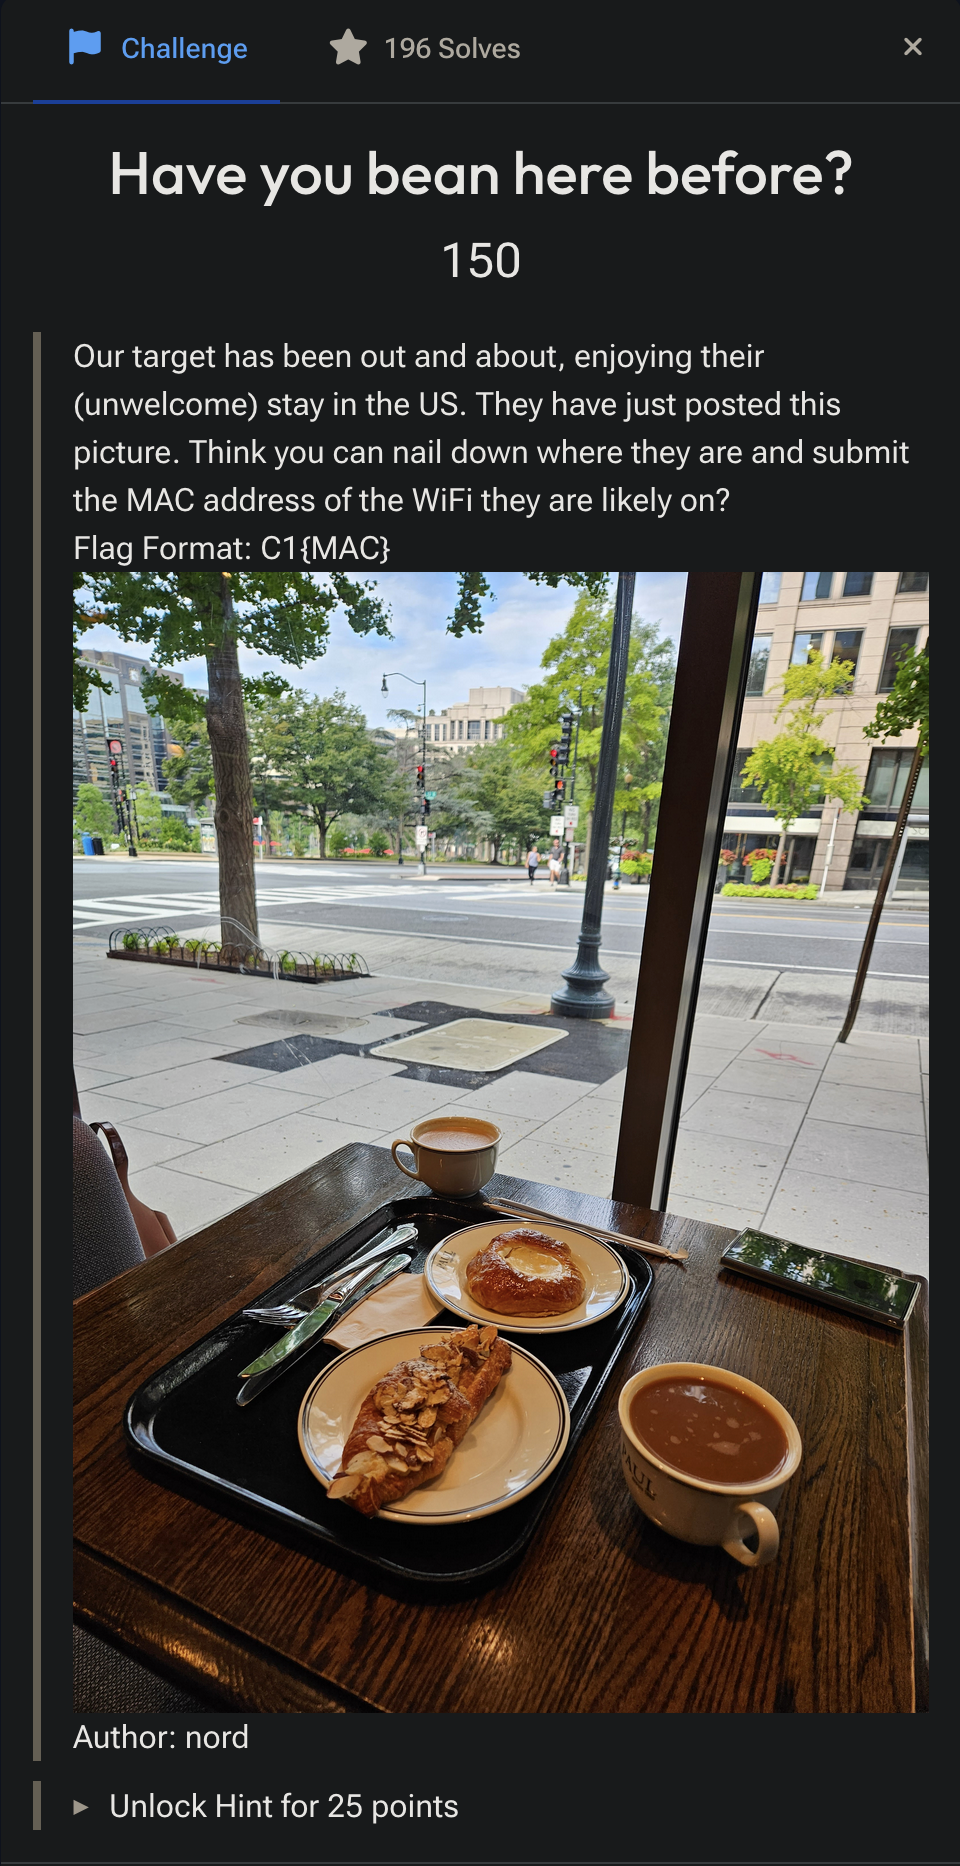 Challenge
196 Solves
×
Have you bean here before?
150
Our target has been out and about, enjoying their
(unwelcome) stay in the US. They have just posted this
picture. Think you can nail down where they are and submit
the MAC address of the WiFi they are likely on?
Flag Format: C1{MAC}
PAUL
PAUL
Author: nord
Unlock Hint for 25 points